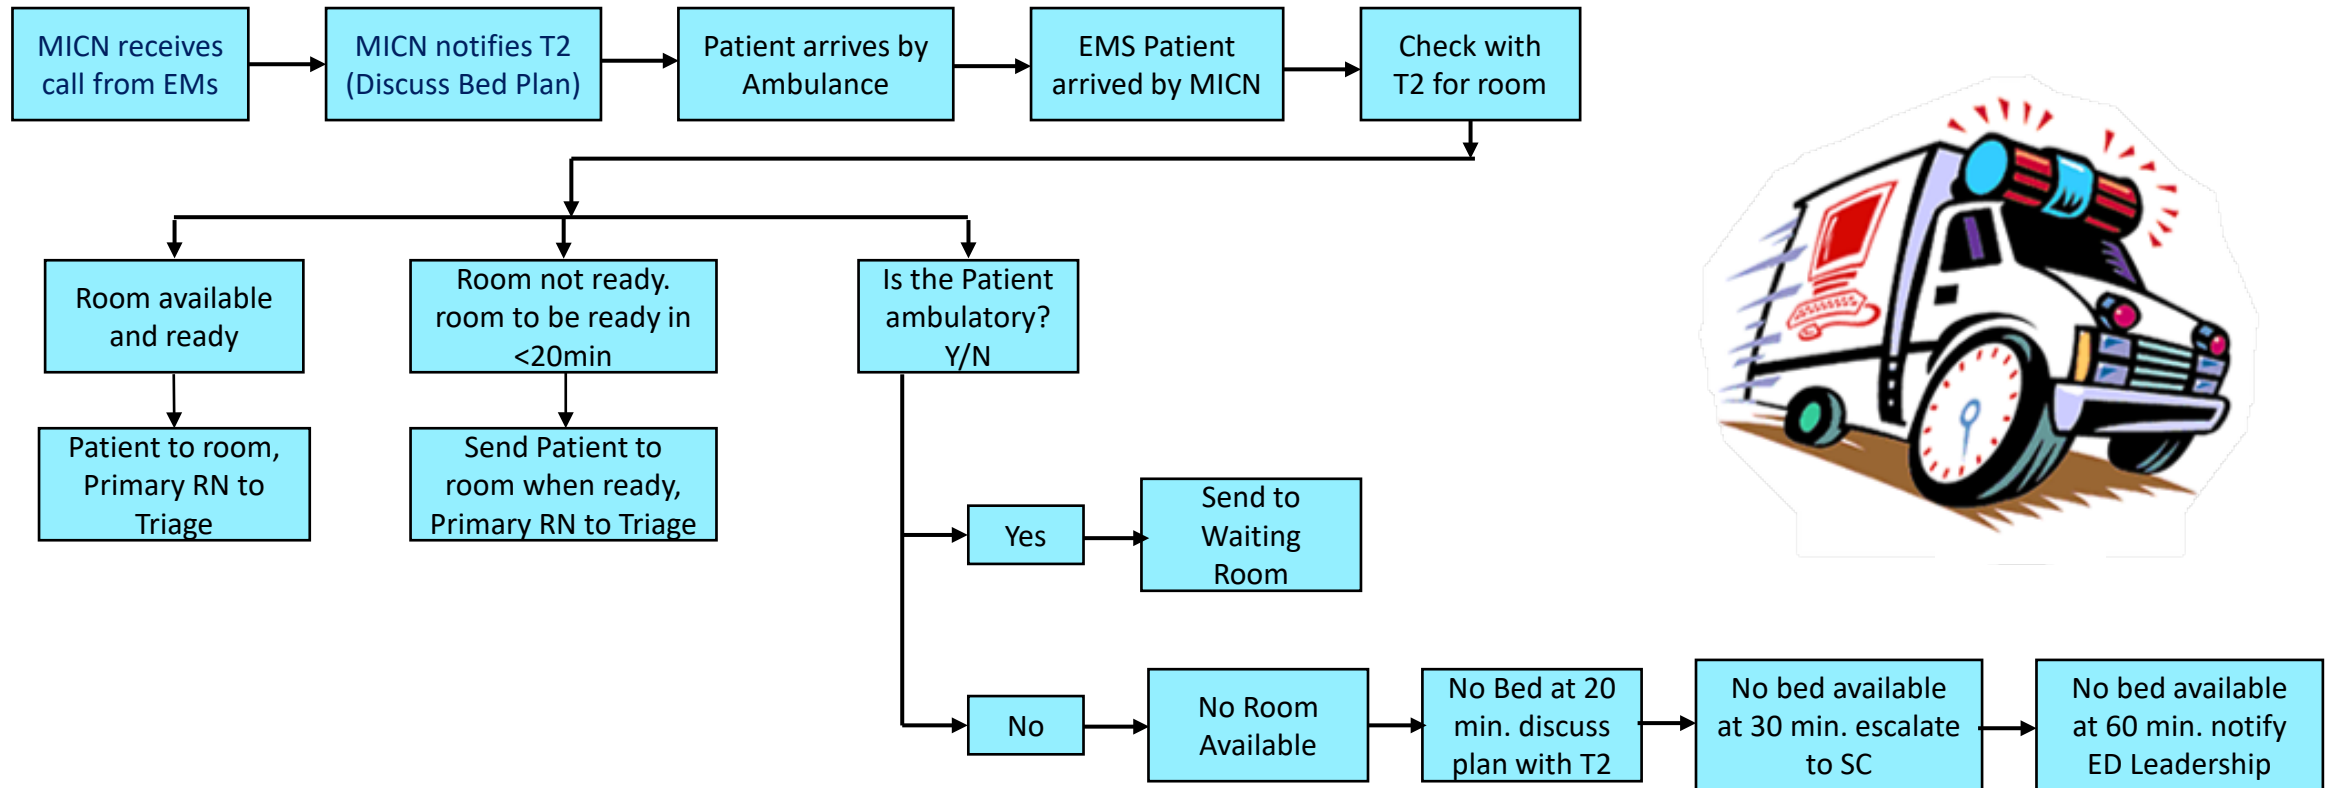 MICN receives
call from EMs
MICN notifies T2
(Discuss Bed Plan)
Patient arrives by
Ambulance
EMS Patient
arrived by MICN
Check with
T2 for room
Room available
and ready
Room not ready.
room to be ready in
<20min
Is the Patient
ambulatory?
Y/N
Patient to room,
Primary RN to
Triage
Send Patient to
room when ready,
Primary RN to Triage
Yes
Send to
Waiting
Room
No
No Room
Available
No Bed at 20
min. discuss
plan with T2
No bed available
at 30 min. escalate
to SC
No bed available
at 60 min. notify
ED Leadership